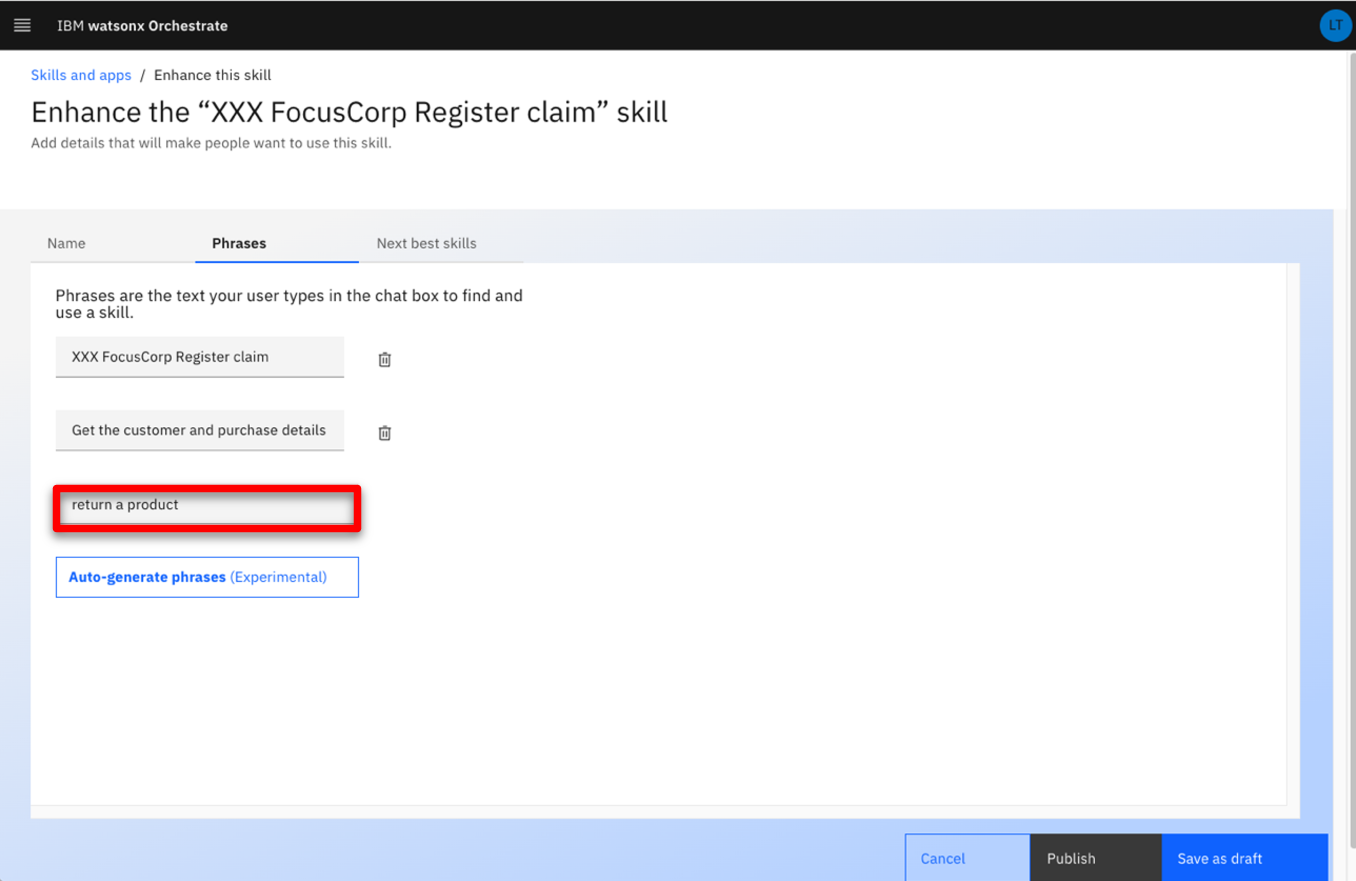 IBM watsonx Orchestrate
LT
Skills and apps / Enhance this skill
Enhance the “XXX FocusCorp Register claim” skill
Add details that will make people want to use this skill.
Name Phrases Next best skills
Phrases are the text your user types in the chat box to find and
use a skill.
XXX FocusCorp Register claim
Get the customer and purchase details
return a product
Auto-generate phrases (Experimental)
Cancel Publish Save as draft